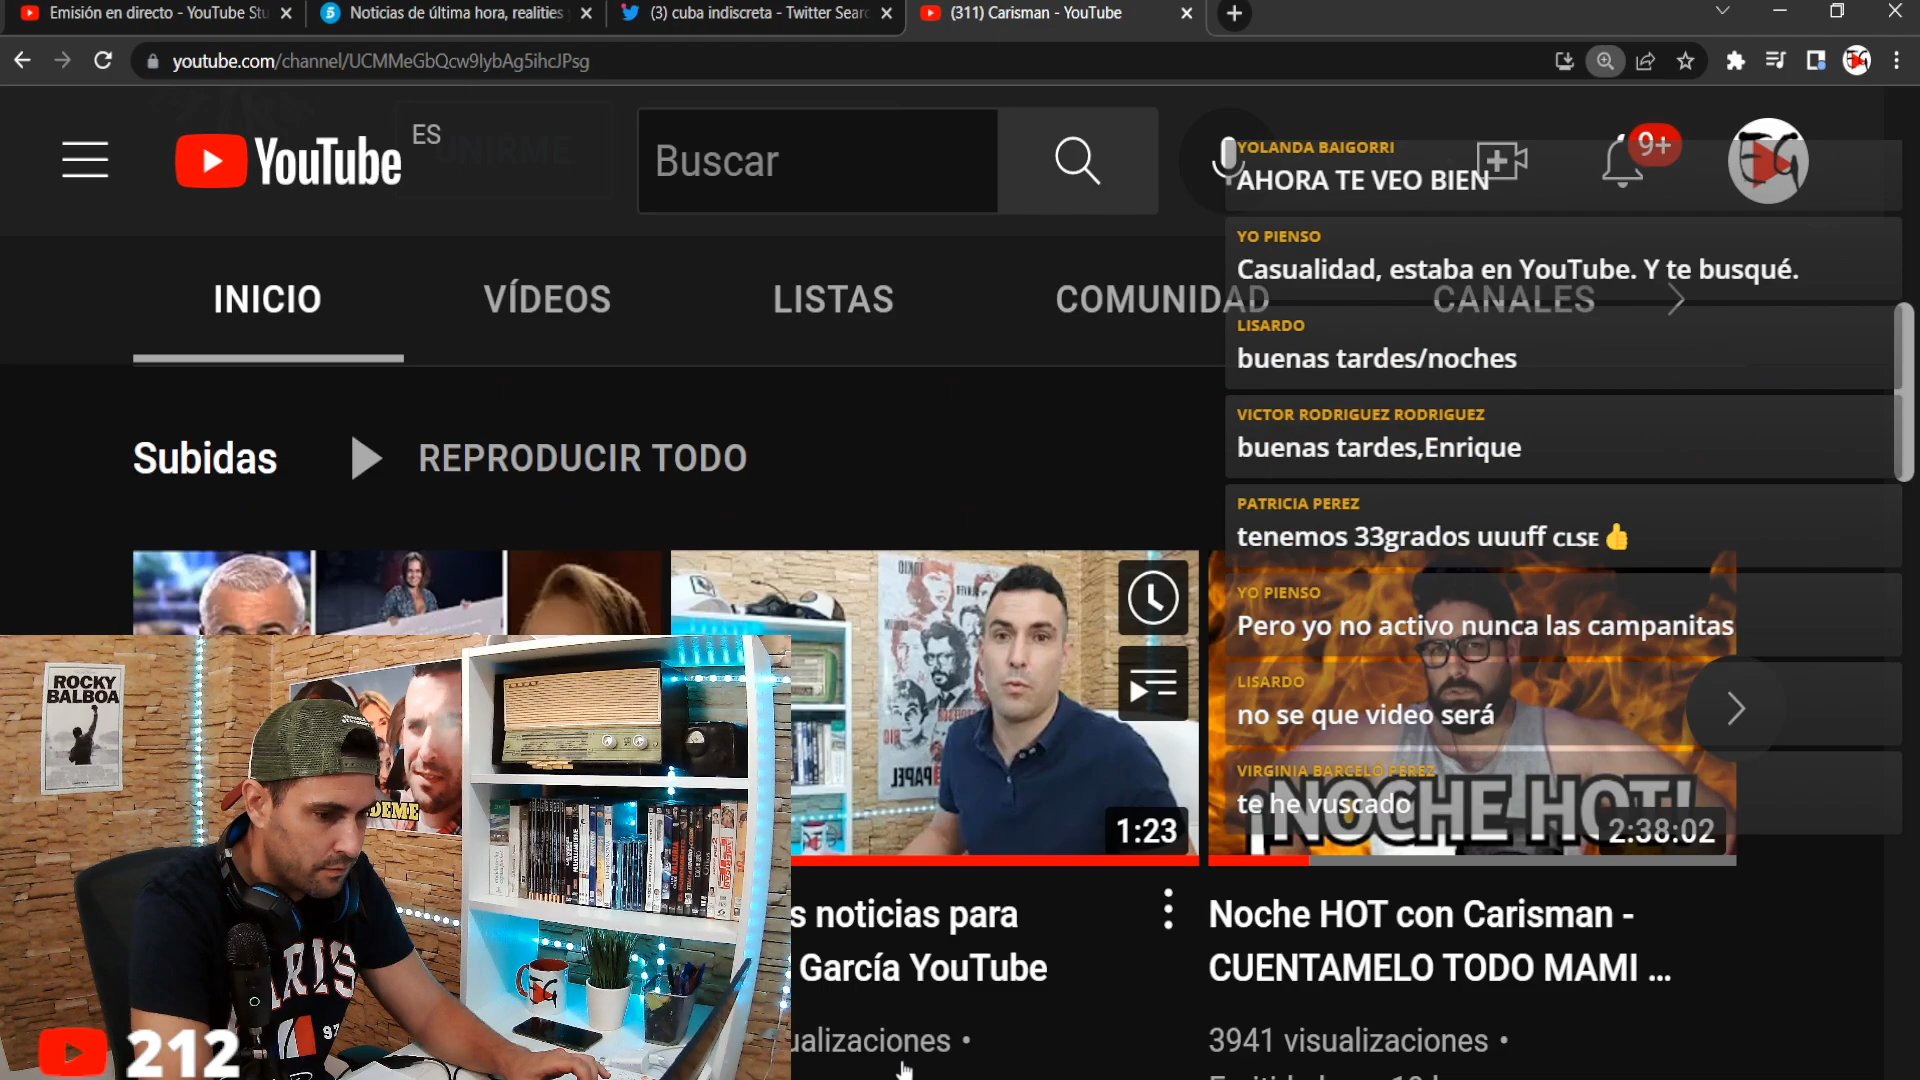 Emisión en directo - YouTube Stu
Noticias de última hora, realities
(3) cuba indiscreta - Twitter Searc
(311) Carisman - YouTube
youtube.com/channel/UCMMeGbQcw9IybAg5ihcJPsg
YouTube
ES
UNIRME
Buscar
9+
INICIO
VÍDEOS
LISTAS
COMUNIDAD
CANALES
YOLANDA BAIGORRI
AHORA TE VEO BIEN
YO PIENSO
Casualidad, estaba en YouTube. Y te busqué.
LISARDO
buenas tardes/noches
VICTOR RODRIGUEZ RODRIGUEZ
buenas tardes,Enrique
PATRICIA PEREZ
tenemos 33grados uuuff CLSE 👍
YO PIENSO
Pero yo no activo nunca las campanitas
LISARDO
no se que video será
VIRGINIA BARCELÓ PEREZ
te he vuscado
Subidas
REPRODUCIR TODO
1:23
¡NOCHE HOT!
2:38:02
s noticias para
García YouTube
ualizaciones •
Noche HOT con Carisman -
CUENTAMELO TODO MAMI ...
3941 visualizaciones •
ROCKY
BALBOA
DEME
ARIS
212